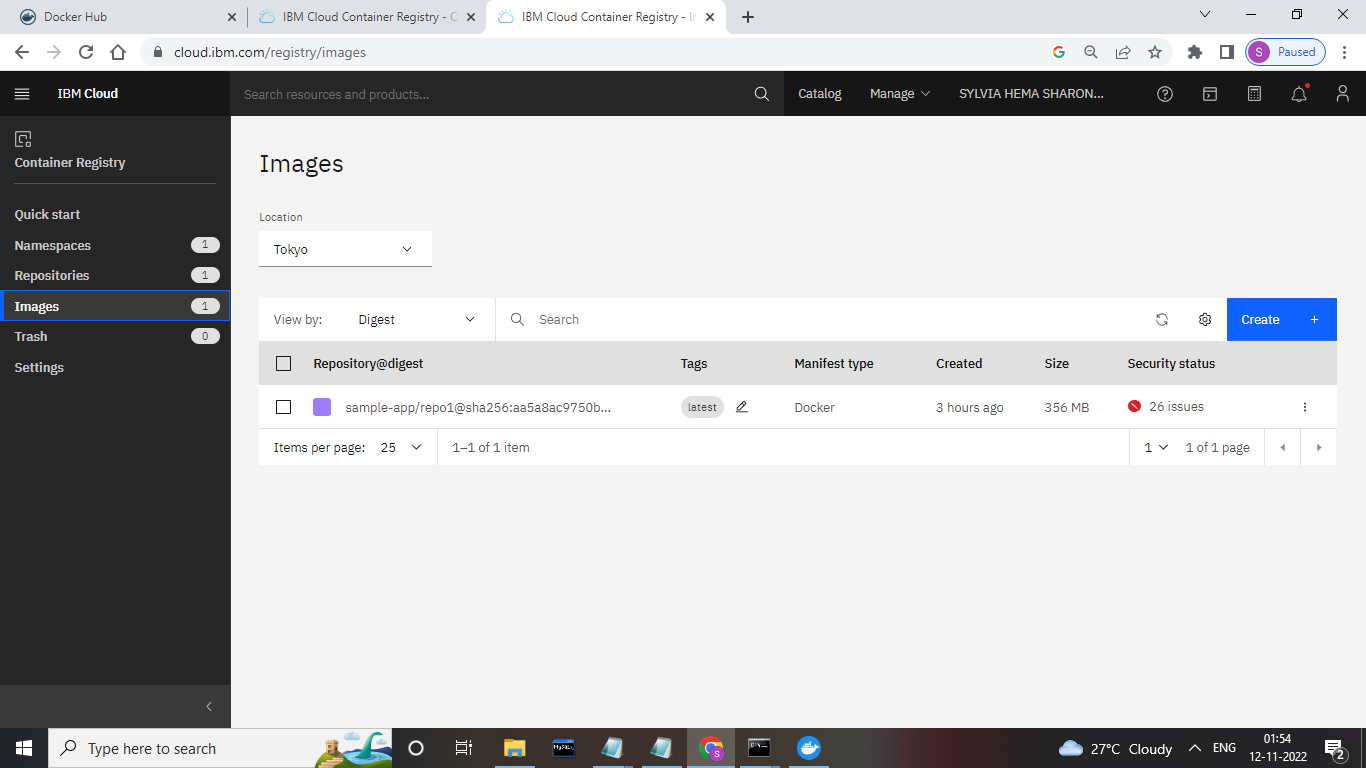 Docker Hub
IBM Cloud Container Registry - Q
IBM Cloud Container Registry - Ir
cloud.ibm.com/registry/images
S Paused
IBM Cloud
Search resources and products...
Catalog
Manage
SYLVIA HEMA SHARON...
Container Registry
Quick start
Namespaces 1
Repositories 1
Images 1
Trash 0
Settings
Images
Location
Tokyo
View by: Digest
Search
Create +
Repository@digest Tags Manifest type Created Size Security status
sample-app/repo1@sha256:aa5a8ac9750b... latest Docker 3 hours ago 356 MB 26 issues
Items per page: 25 1–1 of 1 item 1 1 of 1 page
Type here to search
MySQL
S
27°C Cloudy
ENG
01:54
12-11-2022
2